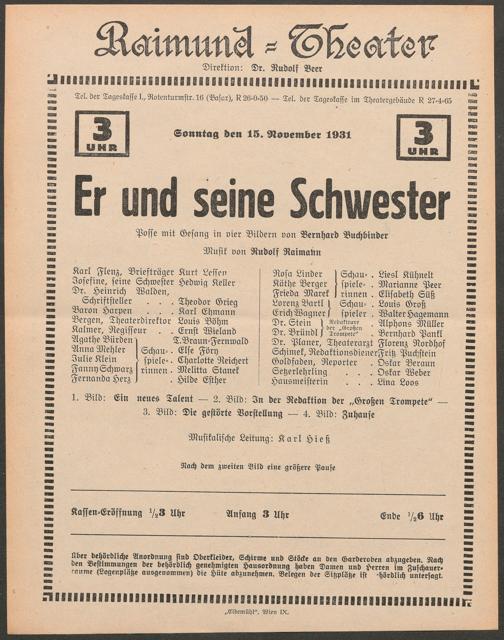 Raimund = Theater
Direktion: Dr. Rudolf Beer
Tel. der Tageskasse I., Rotenturmstr. 16 (Basar), R 26-0-50 — Tel. der Tageskasse im Theatergebäude R 27-4-65
3 UHR
Sonntag den 15. November 1931
3 UHR
Er und seine Schwester
Posse mit Gesang in vier Bildern von Bernhard Buchbinder
Musik von Rudolf Raimann
Karl Flenz, Briefträger Kurt Lessen
Josefine, seine Schwester Hedwig Keller
Dr. Heinrich Walden,
Schriftsteller . . . Theodor Grieg
Baron Harpen . . . Karl Ehmann
Bergen, Theaterdirektor Louis Böhm
Kalmer, Regisseur . . Ernst Wieland
Agathe Bürden T. Braun-Fernwald
Anna Mehler Schau- Else Förn
Julie Klein spiele- Charlotte Reichert
Fanny Schwarz rinnen Melitta Stanek
Fernanda Herz Hilde Esther
Rosa Linder Schau- Liesl Kühnelt
Käthe Berger spiele- Marianne Peer
Frieda Marek rinnen Elisabeth Süß
Lorenz Bartl Schau- Louis Groß
Erich Wagner spieler Walter Hagemann
Dr. Stein Redakteure der „Großen Trompete" Alphons Müller
Dr. Breindl Bernhard Pantl
Dr. Planer, Theaterarzt Florenz Nordhof
Schimek, Redaktionsdiener Fritz Puchstein
Goldfaden, Reporter . Oskar Beraun
Setzerlehrling . . . Oskar Weber
Hausmeisterin . . . Lina Loos
1. Bild: Ein neues Talent — 2. Bild: In der Redaktion der „Großen Trompete" —
3. Bild: Die gestörte Vorstellung — 4. Bild: Zuhause
Musikalische Leitung: Karl Hieß
Nach dem zweiten Bild eine größere Pause
Kassen-Eröffnung 1/23 Uhr Anfang 3 Uhr Ende 1/26 Uhr
Über behördliche Anordnung sind Oberkleider, Schirme und Stöcke an den Garderoben abzugeben. Nach
den Bestimmungen der behördlich genehmigten Hausordnung haben Damen und Herren im Zuschauer-
raume (Logenplätze ausgenommen) die Hüte abzunehmen. Belegen der Sitzplätze ist hördlich untersagt.
„Elbemühl", Wien IX.